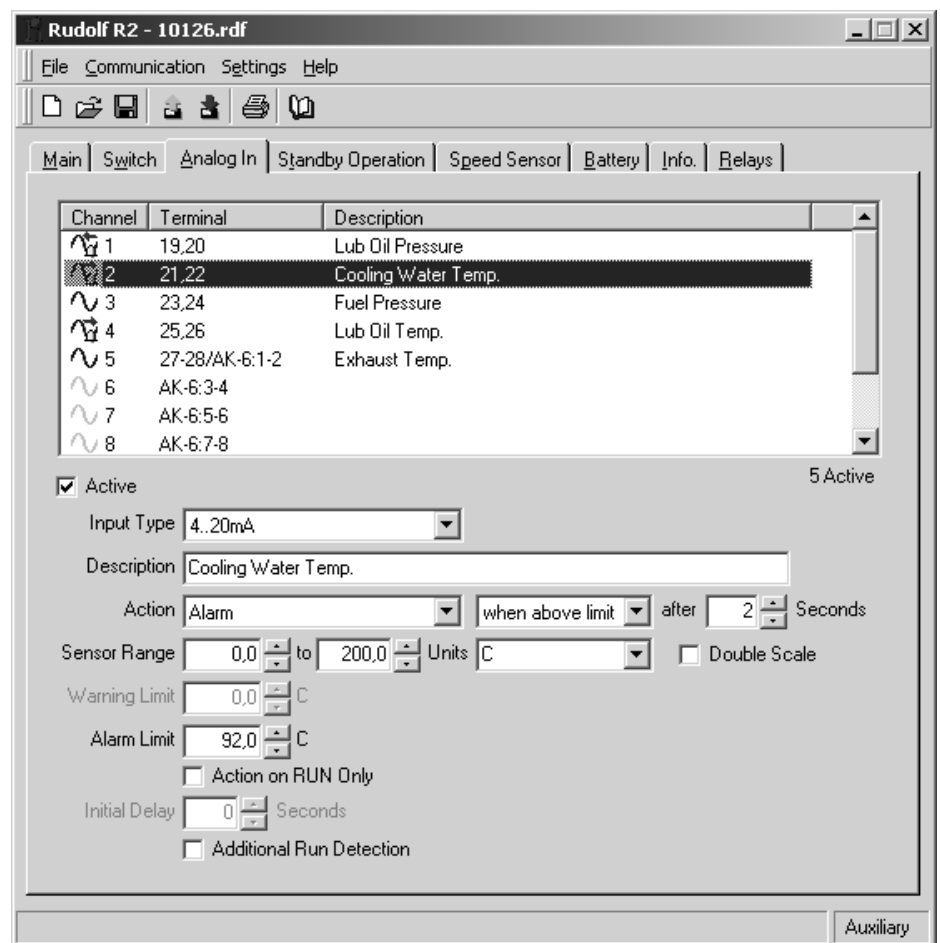 Rudolf R2 - 10126.rdf
File Communication Settings Help
Main Switch Analog In Standby Operation Speed Sensor Battery Info. Relays
Channel Terminal Description
1 19,20 Lub Oil Pressure
2 21,22 Cooling Water Temp.
3 23,24 Fuel Pressure
4 25,26 Lub Oil Temp.
5 27-28/AK-6:1-2 Exhaust Temp.
6 AK-6:3-4
7 AK-6:5-6
8 AK-6:7-8
5 Active
Active
Input Type 4..20mA
Description Cooling Water Temp.
Action Alarm when above limit after 2 Seconds
Sensor Range 0,0 to 200,0 Units C Double Scale
Warning Limit 0,0 C
Alarm Limit 92,0 C
Action on RUN Only
Initial Delay 0 Seconds
Additional Run Detection
Auxiliary